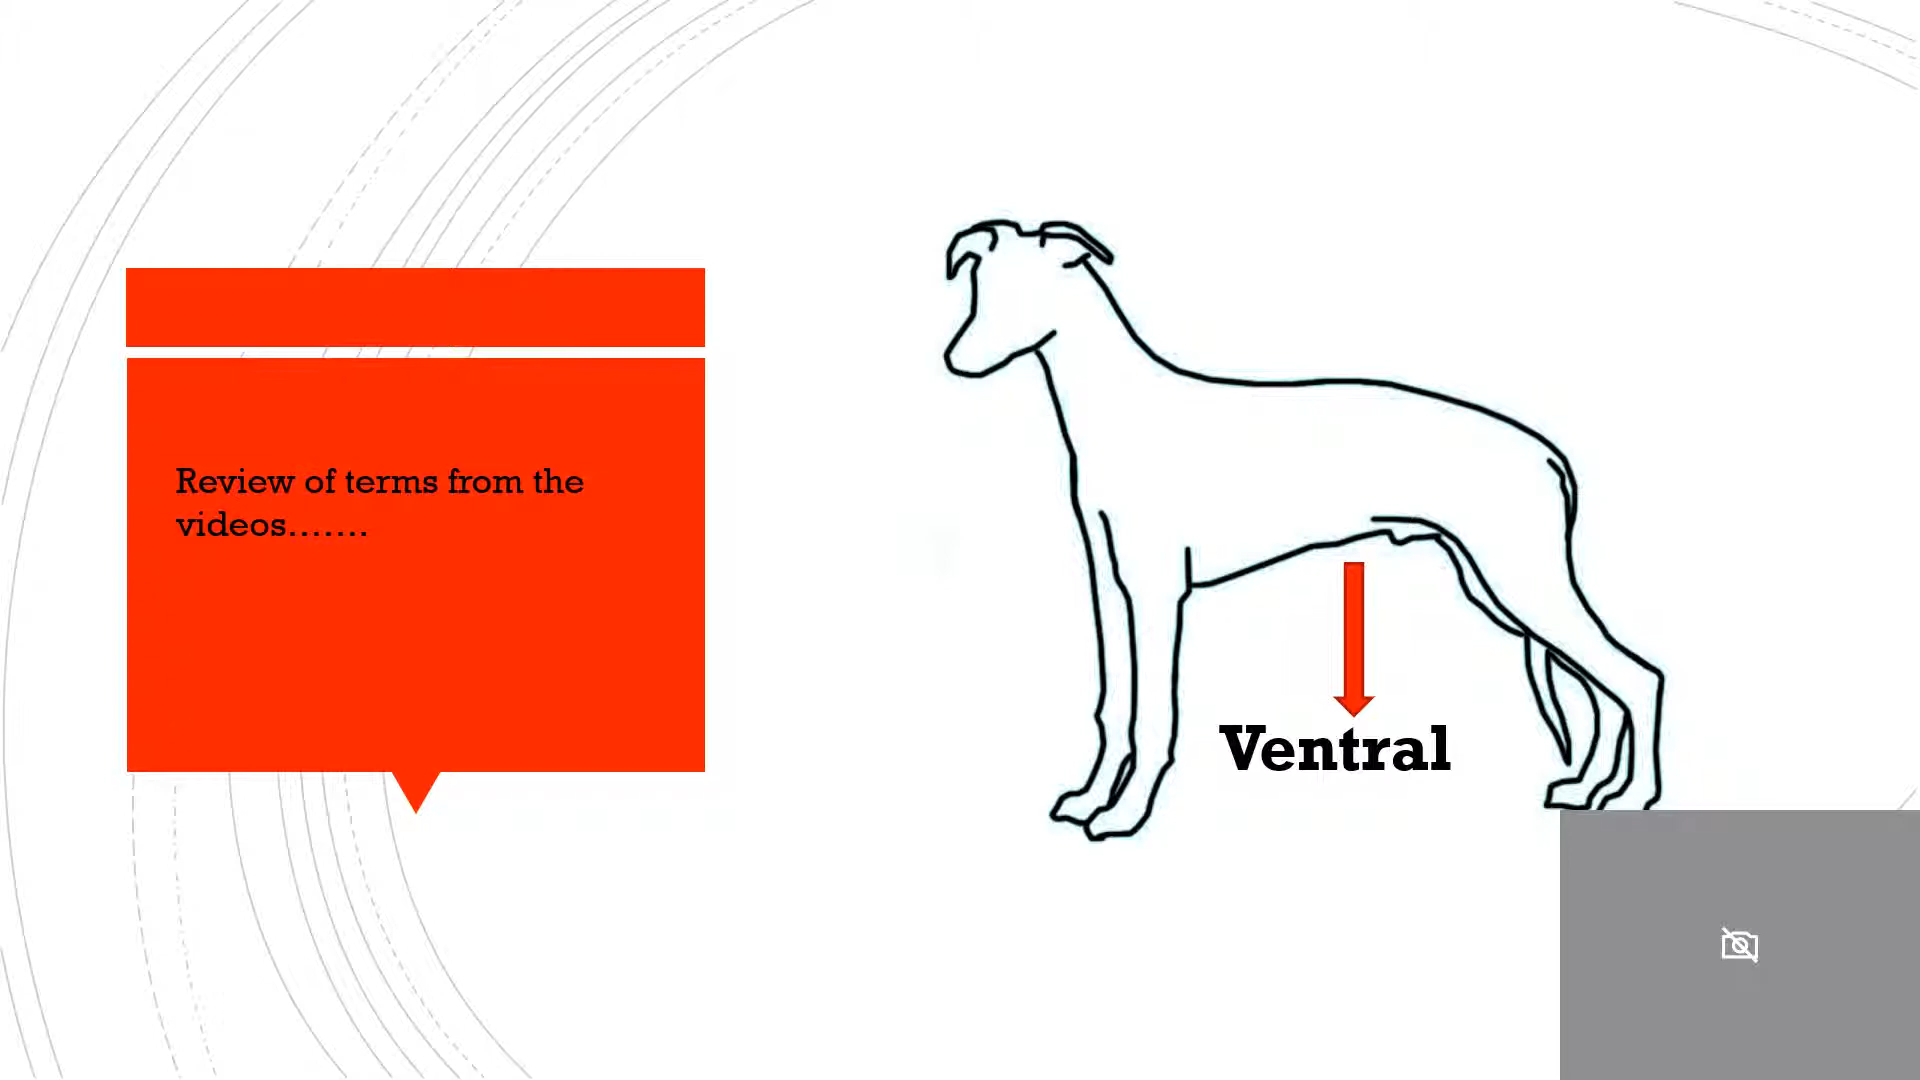 Review of terms from the
videos.......
Ventral